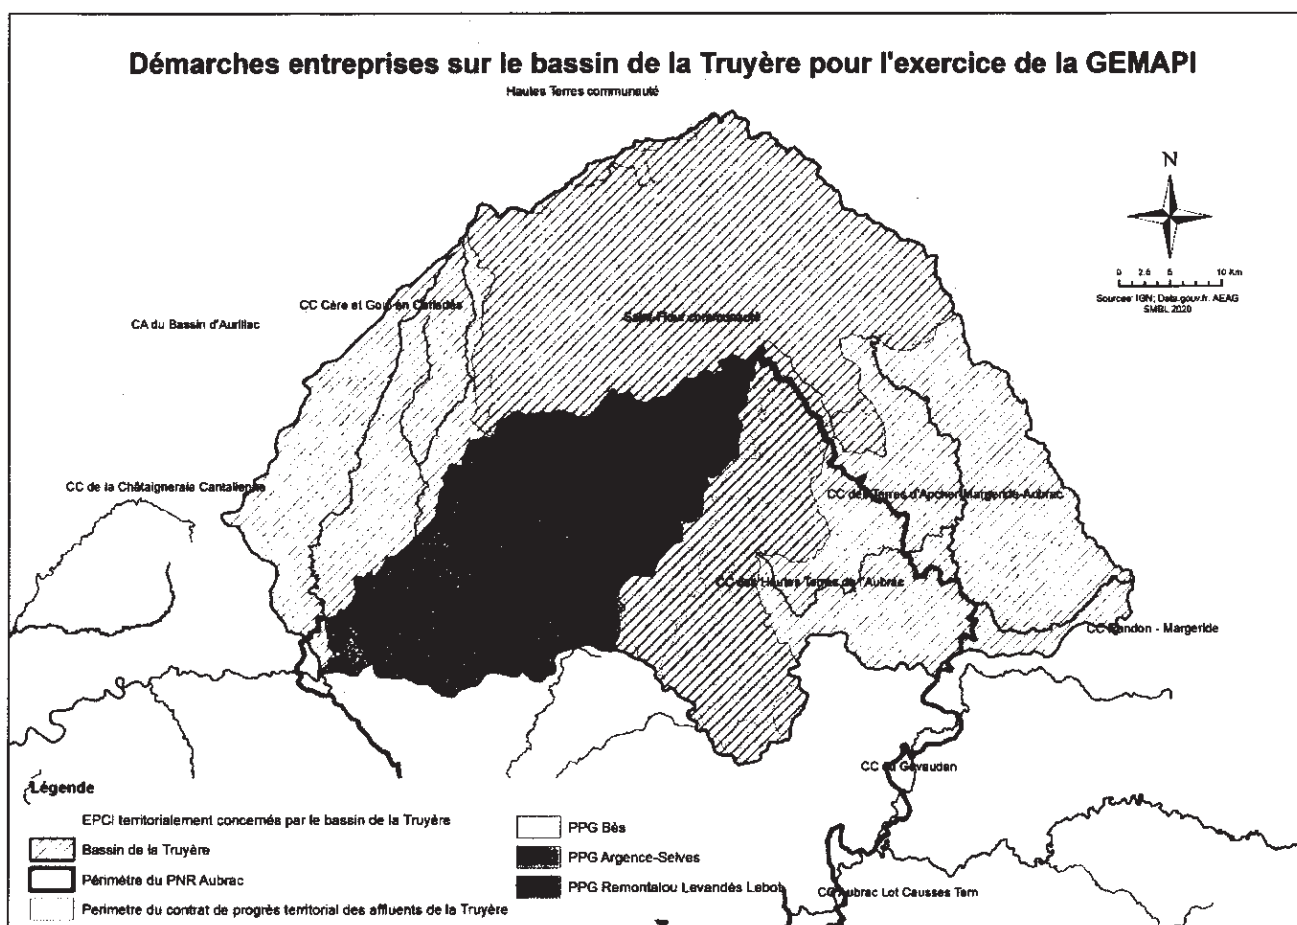 Démarches entreprises sur le bassin de la Truyère pour l'exercice de la GEMAPI
Hautes Terres communauté
N
0 2.5 5 10 Km
Sources: IGN; Data.gouv.fr. AEAG
SMBL 2020
CC Cère et Goul en Carladès
CA du Bassin d'Aurillac
Saint-Flour communauté
CC de la Châtaigneraie Cantalienne
CC des Terres d'Apcher-Margeride-Aubrac
CC des Hautes Terres de l'Aubrac
CC Randon - Margeride
CC du Gévaudan
CC Aubrac Lot Causses Tarn
Légende
EPCI territorialement concernés par le bassin de la Truyère
Bassin de la Truyère
Périmètre du PNR Aubrac
Perimetre du contrat de progrès territorial des affluents de la Truyère
PPG Bès
PPG Argence-Selves
PPG Remontalou Levandès Lebot